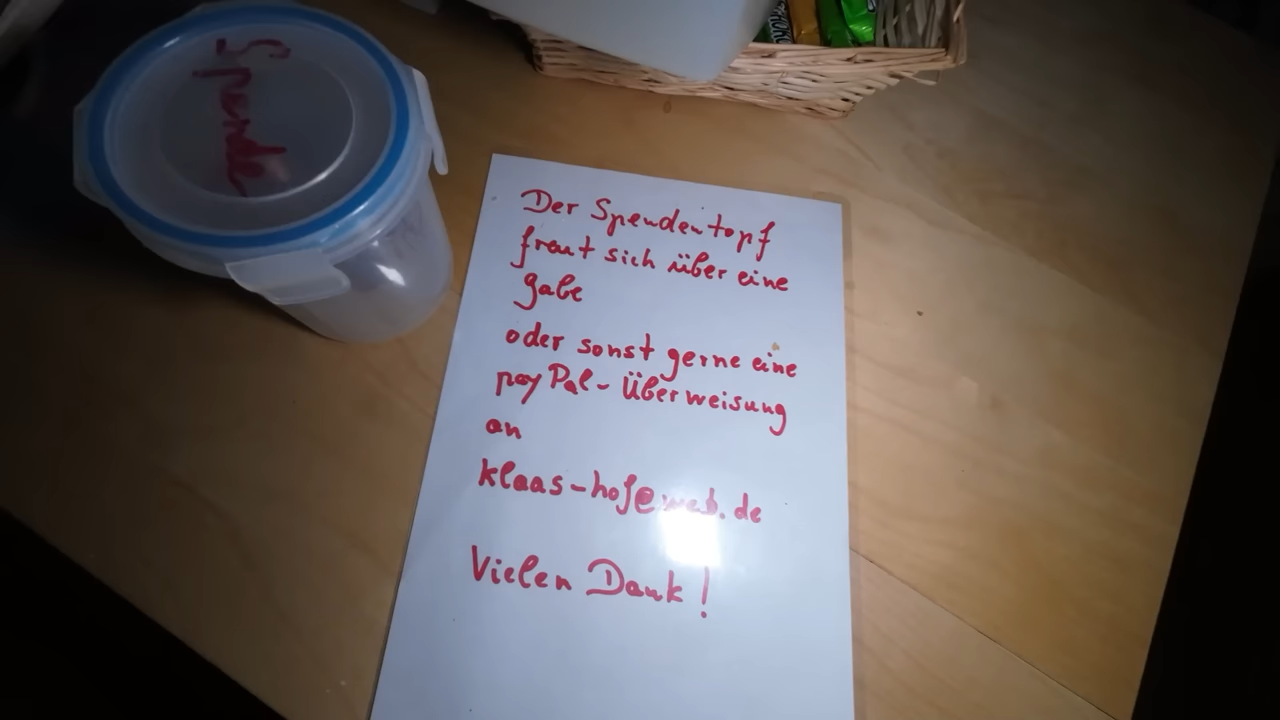 Spende
Der Spendentopf
freut sich über eine
Gabe
oder sonst gerne eine
payPal-Überweisung
an
klaas-hof@web.de
Vielen Dank!